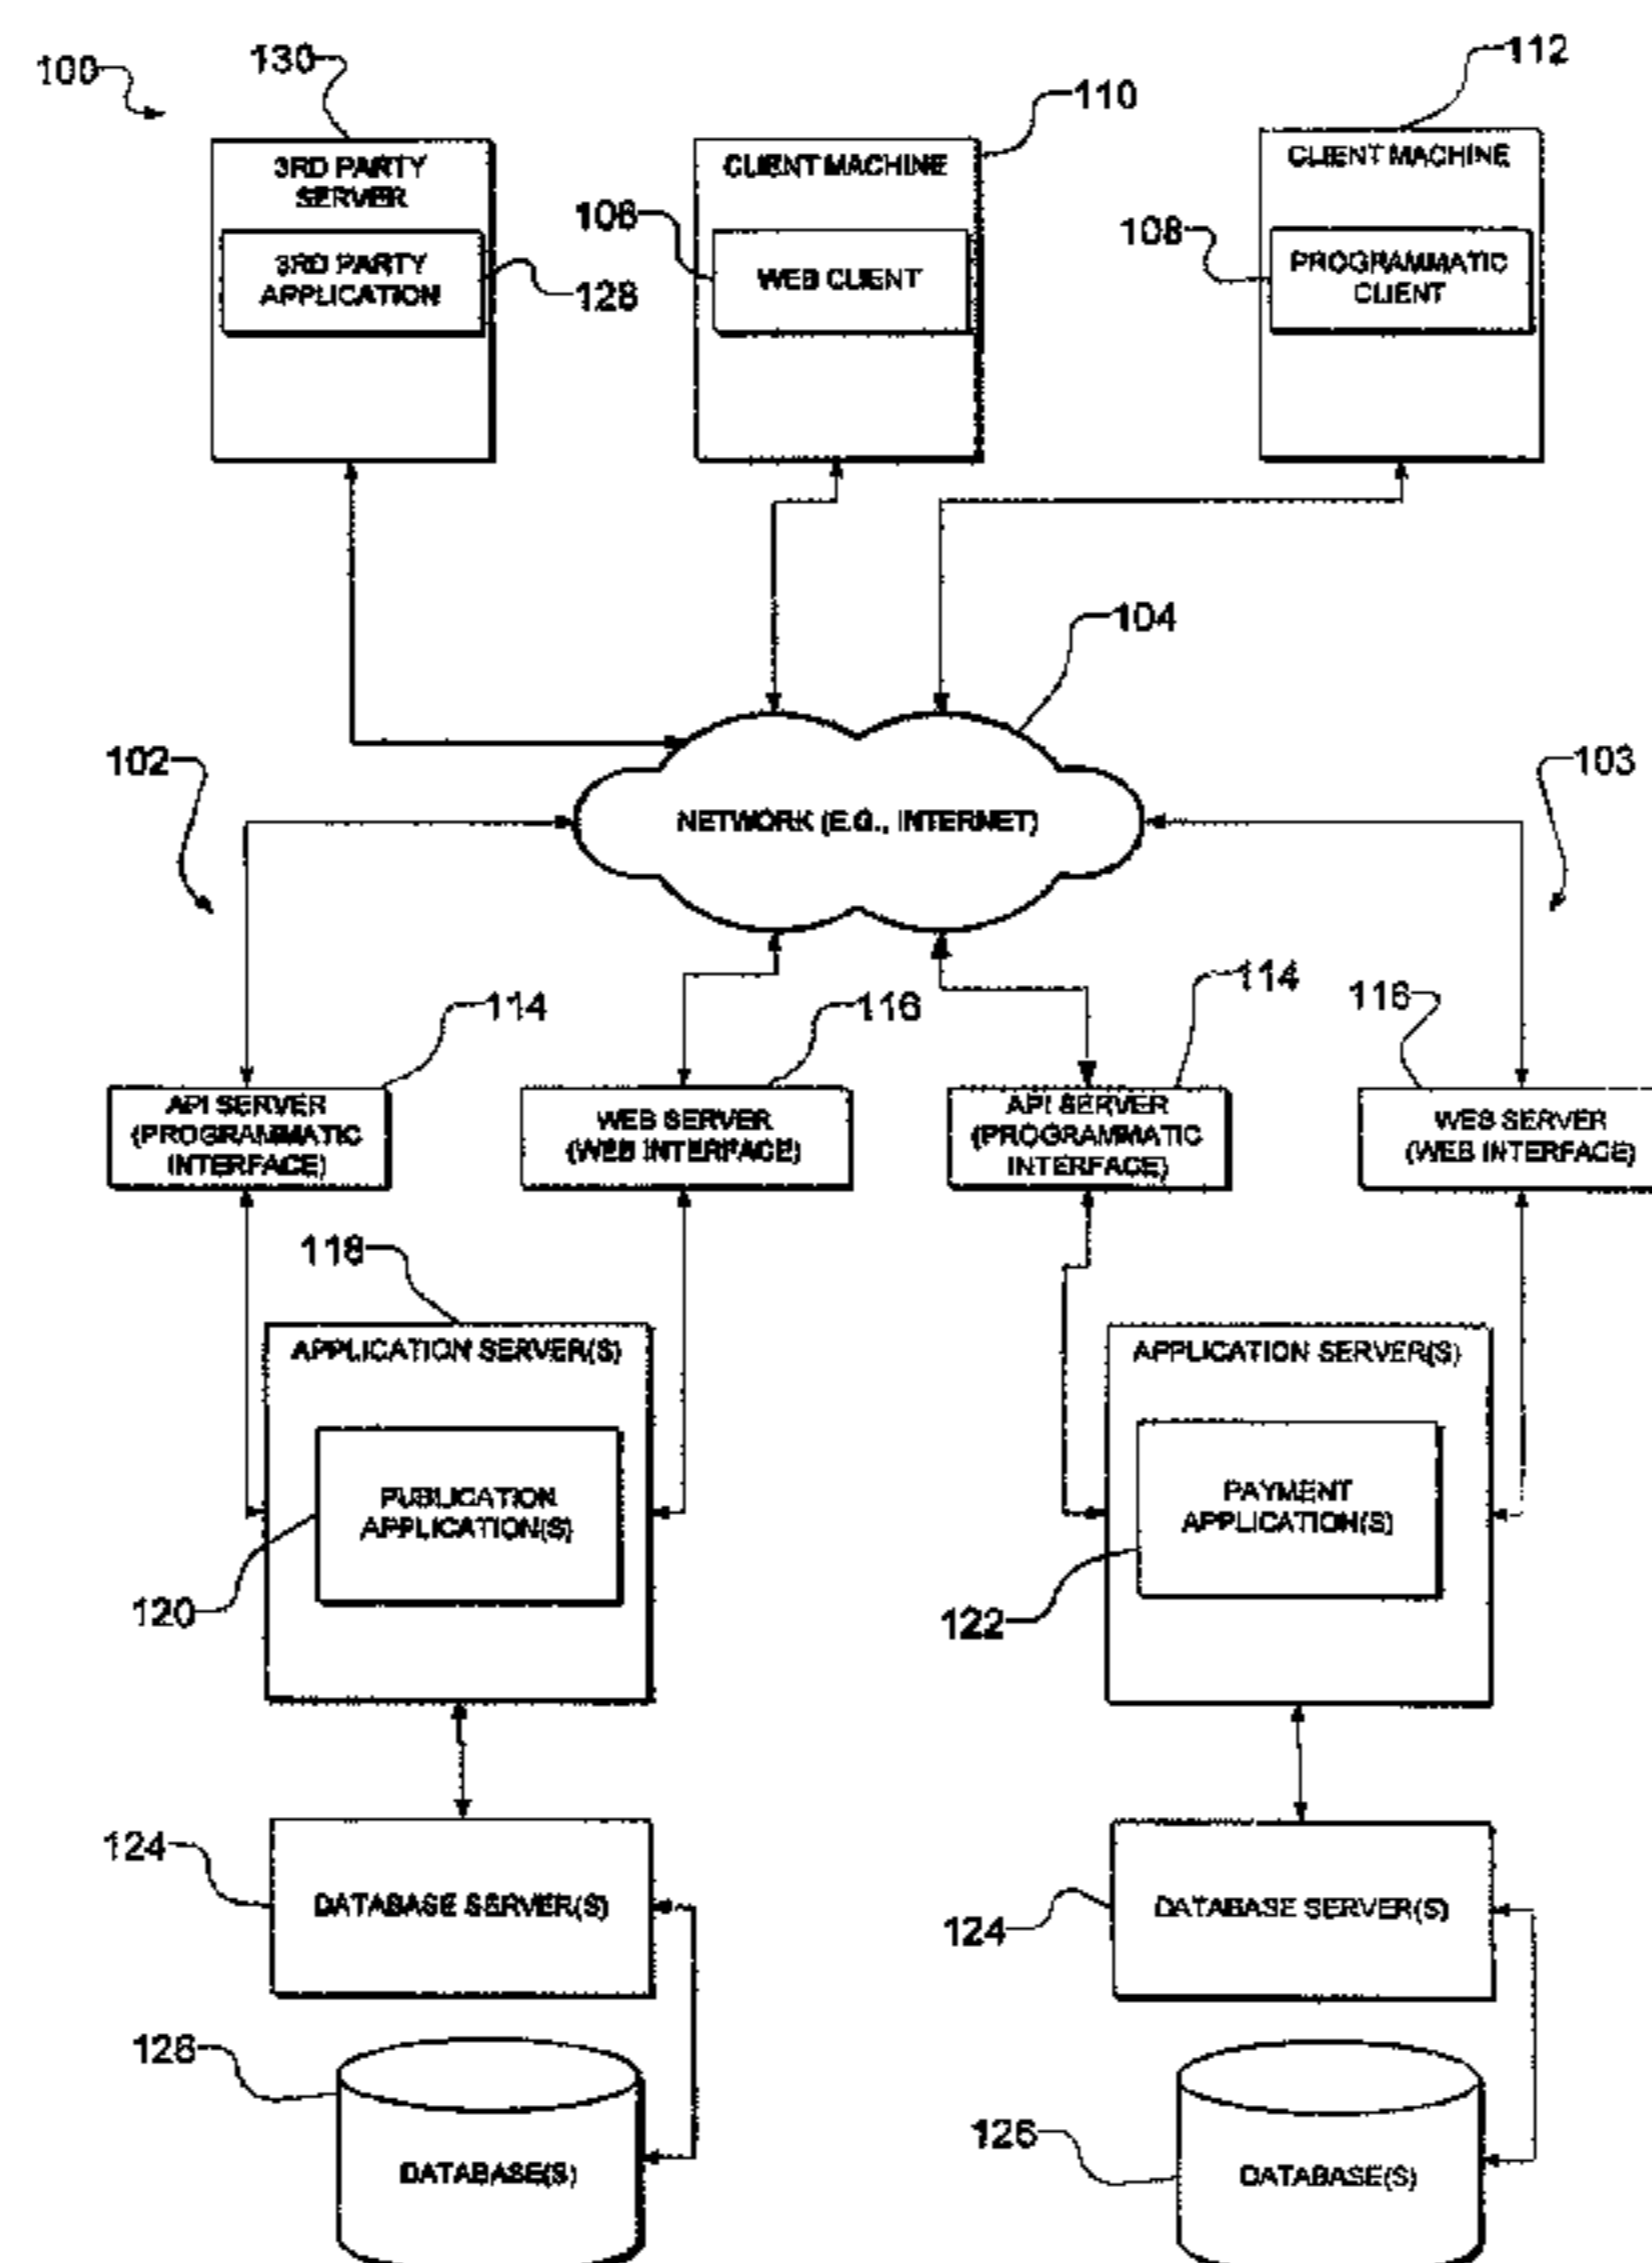 100
130
110
112
3RD PARTY
SERVER
CLIENT MACHINE
CLIENT MACHINE
106
108
3RD PARTY
APPLICATION
128
WEB CLIENT
PROGRAMMATIC
CLIENT
104
102
103
NETWORK (E.G., INTERNET)
114
116
114
116
API SERVER
(PROGRAMMATIC
INTERFACE)
WEB SERVER
(WEB INTERFACE)
API SERVER
(PROGRAMMATIC
INTERFACE)
WEB SERVER
(WEB INTERFACE)
118
APPLICATION SERVER(S)
APPLICATION SERVER(S)
PUBLICATION
APPLICATION(S)
PAYMENT
APPLICATION(S)
120
122
124
DATABASE SERVER(S)
124
DATABASE SERVER(S)
126
DATABASE(S)
126
DATABASE(S)